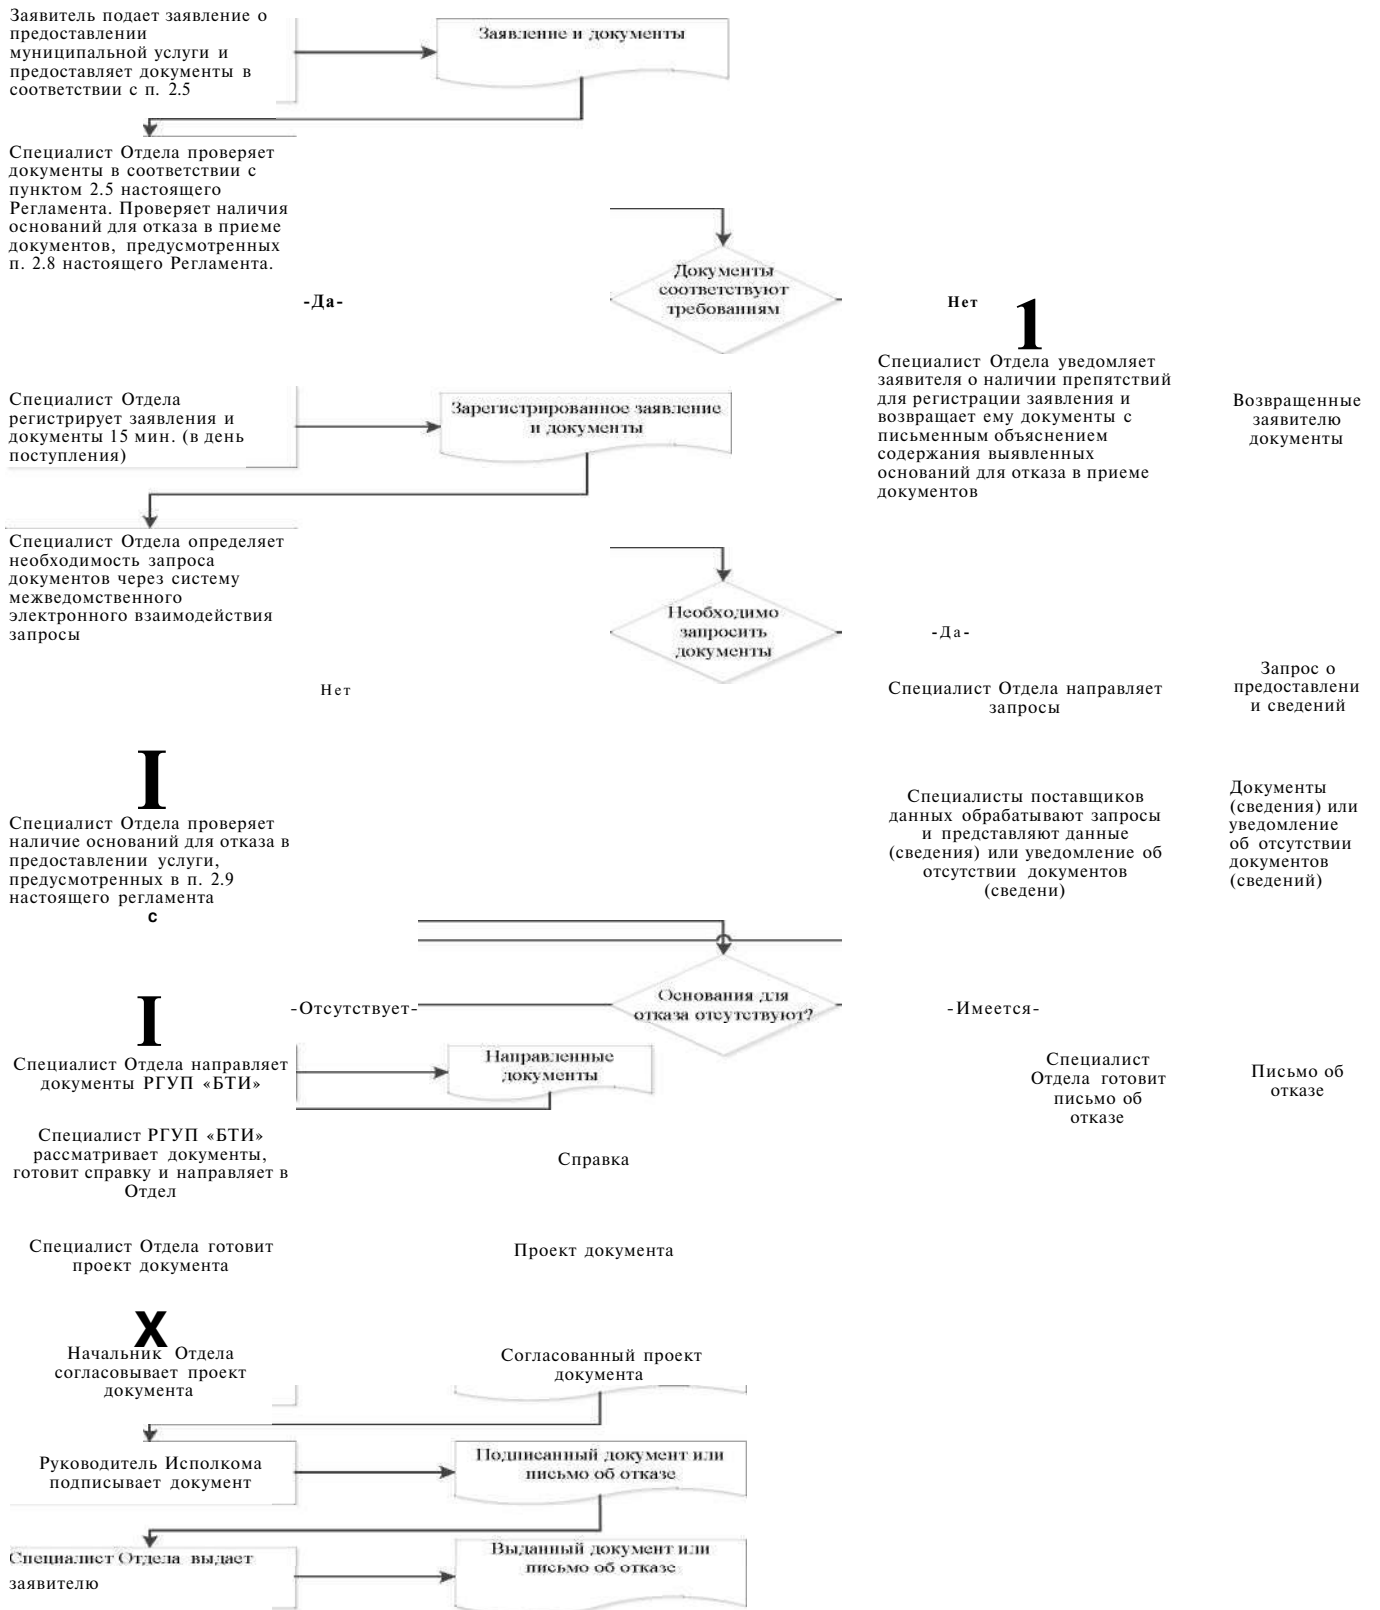 Заявитель подает заявление о
предоставлении
муниципальной услуги и
предоставляет документы в
соответствии с п. 2.5
Заявление и документы
Специалист Отдела проверяет
документы в соответствии с
пунктом 2.5 настоящего
Регламента. Проверяет наличия
оснований для отказа в приеме
документов, предусмотренных
п. 2.8 настоящего Регламента.
Документы
соответствуют
требованиям
-Да-
Нет
1
Специалист Отдела уведомляет
заявителя о наличии препятствий
для регистрации заявления и
возвращает ему документы с
письменным объяснением
содержания выявленных
оснований для отказа в приеме
документов
Возвращенные
заявителю
документы
Специалист Отдела
регистрирует заявления и
документы 15 мин. (в день
поступления)
Зарегистрированное заявление
и документы
Специалист Отдела определяет
необходимость запроса
документов через систему
межведомственного
электронного взаимодействия
запросы
Необходимо
запросить
документы
-Да-
Нет
Специалист Отдела направляет
запросы
Запрос о
предоставлени
и сведений
I
Специалист Отдела проверяет
наличие оснований для отказа в
предоставлении услуги,
предусмотренных в п. 2.9
настоящего регламента
с
Специалисты поставщиков
данных обрабатывают запросы
и представляют данные
(сведения) или уведомление об
отсутствии документов
(сведени)
Документы
(сведения) или
уведомление
об отсутствии
документов
(сведений)
Основания для
отказа отсутствуют?
-Отсутствует-
-Имеется-
I
Специалист Отдела направляет
документы РГУП «БТИ»
Направленные
документы
Специалист
Отдела готовит
письмо об
отказе
Письмо об
отказе
Специалист РГУП «БТИ»
рассматривает документы,
готовит справку и направляет в
Отдел
Справка
Специалист Отдела готовит
проект документа
Проект документа
X
Начальник Отдела
согласовывает проект
документа
Согласованный проект
документа
Руководитель Исполкома
подписывает документ
Подписанный документ или
письмо об отказе
Специалист Отдела выдает
заявителю
Выданный документ или
письмо об отказе